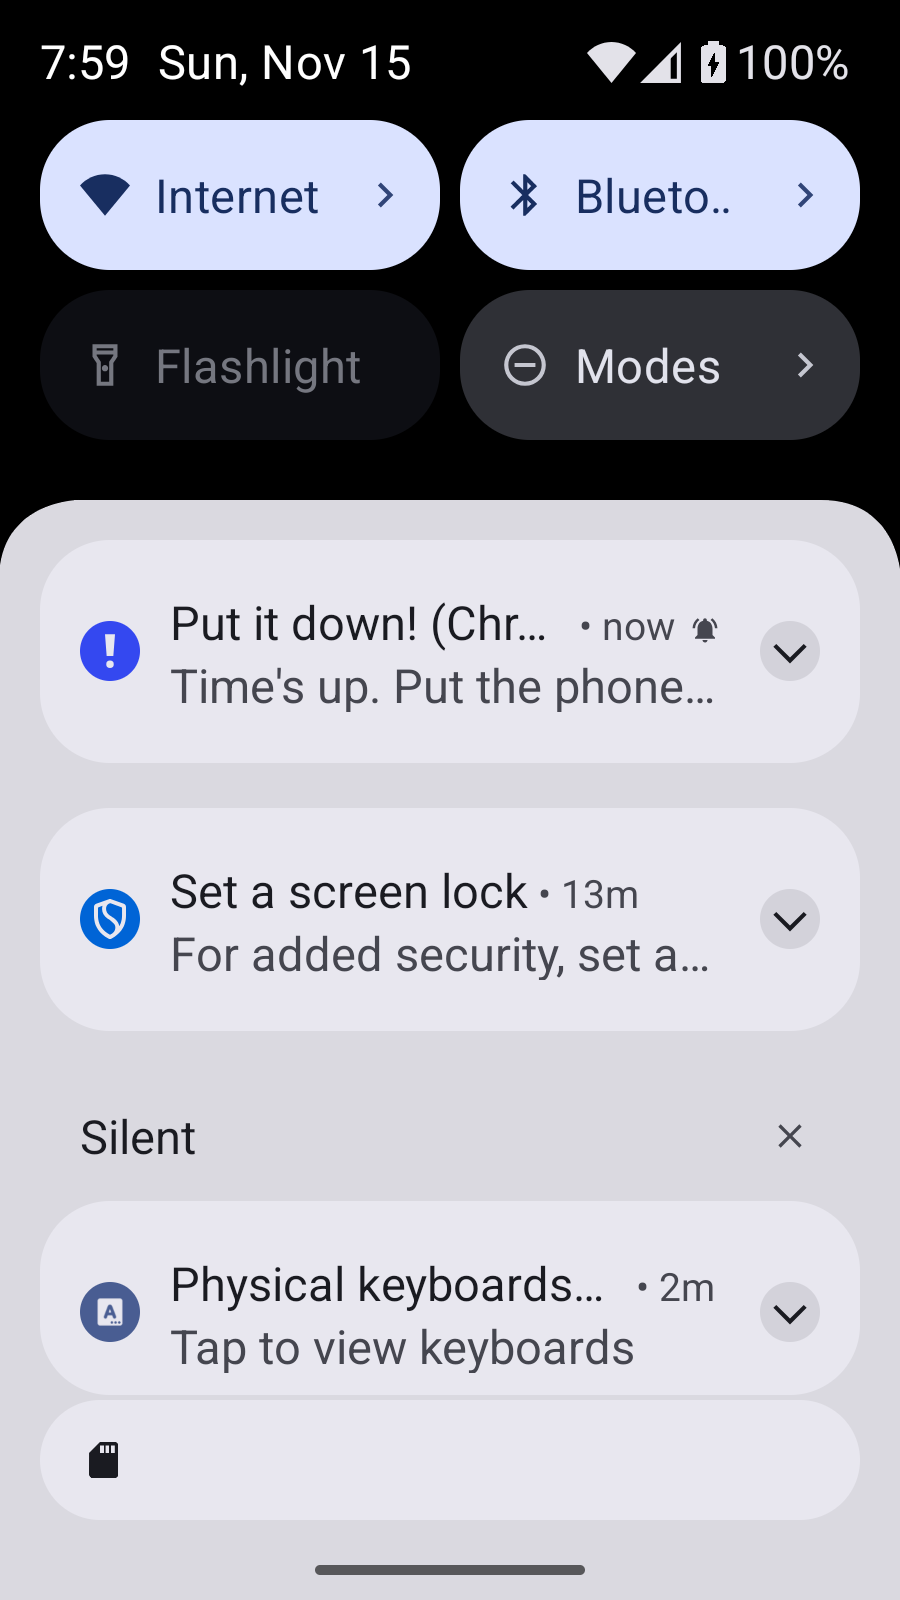 7:59 Sun, Nov 15 100%
Internet Blueto..
Flashlight Modes
Put it down! (Chr... • now
Time's up. Put the phone...
Set a screen lock • 13m
For added security, set a...
Silent
Physical keyboards... • 2m
Tap to view keyboards